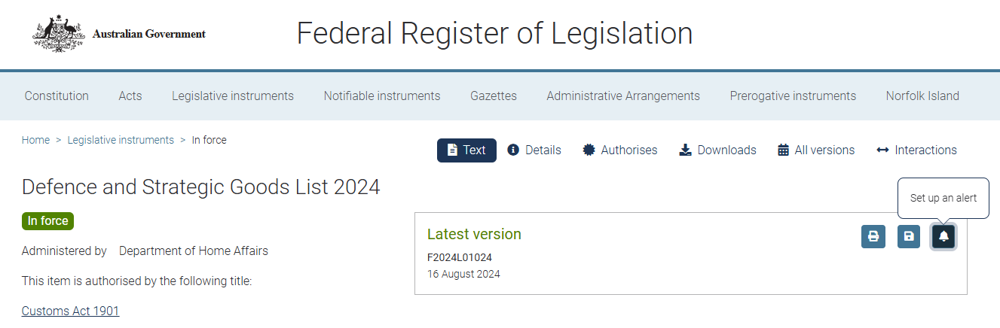 Australian Government
Federal Register of Legislation
Constitution Acts Legislative instruments Notifiable instruments Gazettes Administrative Arrangements Prerogative instruments Norfolk Island
Home > Legislative instruments > In force
Text Details Authorises Downloads All versions Interactions
Defence and Strategic Goods List 2024
Set up an alert
In force
Latest version
Administered by Department of Home Affairs
F2024L01024
16 August 2024
This item is authorised by the following title:
Customs Act 1901